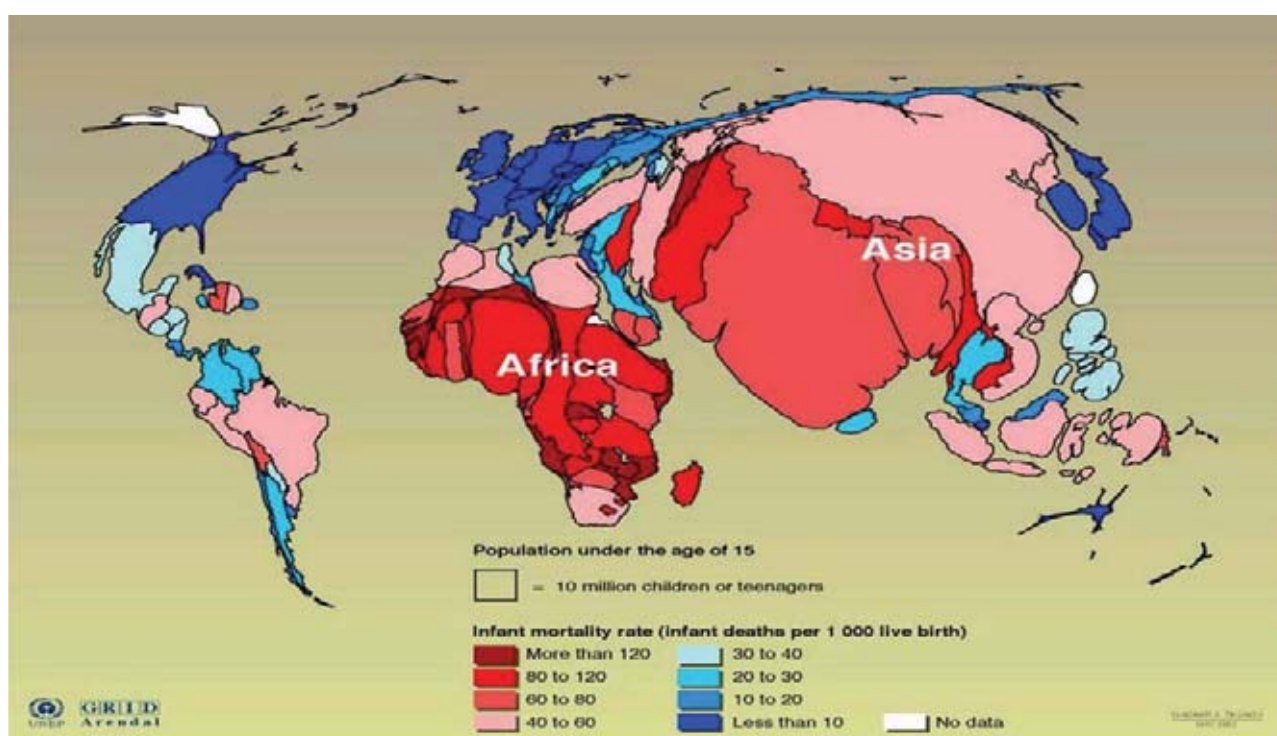 Asia
Africa
Population under the age of 15
= 10 million children or teenagers
Infant mortality rate (infant deaths per 1 000 live birth)
More than 120
30 to 40
80 to 120
20 to 30
60 to 80
10 to 20
40 to 60
Less than 10
No data
UNEP
GRID
Arendal